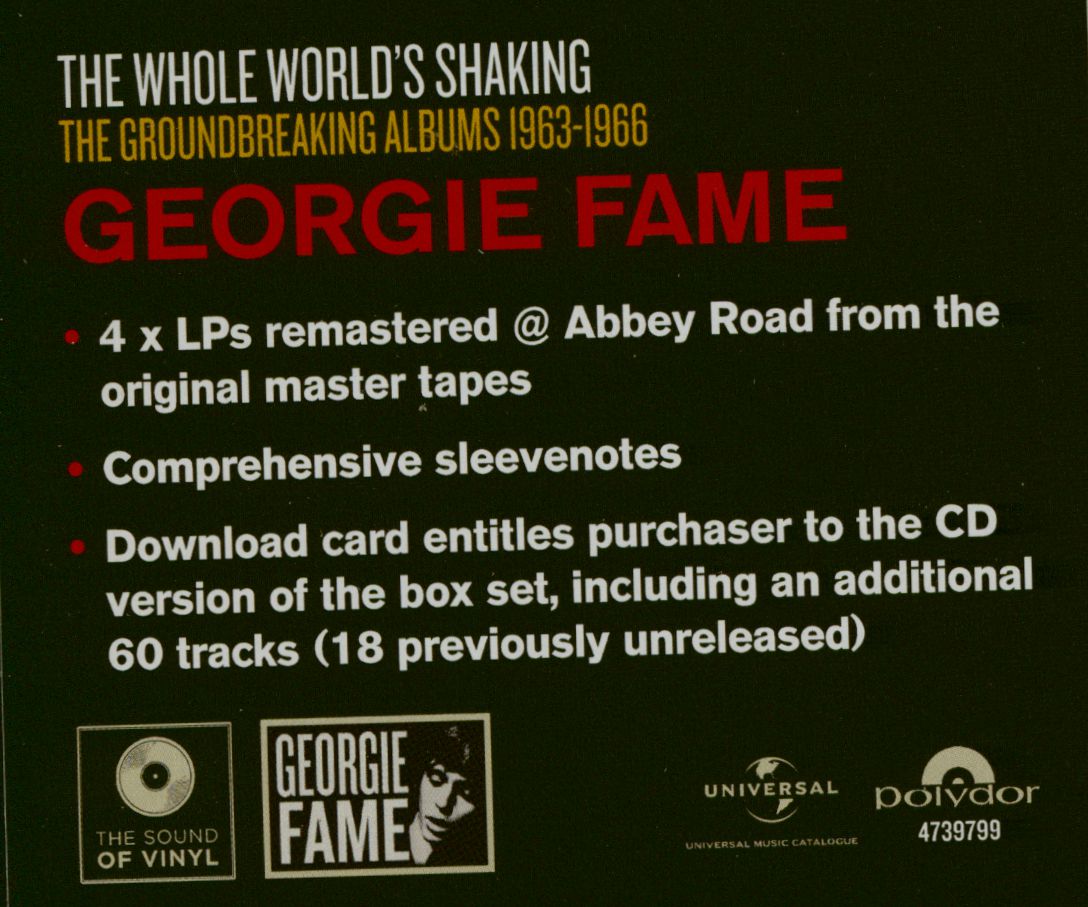 THE WHOLE WORLD'S SHAKING
THE GROUNDBREAKING ALBUMS 1963-1966
GEORGIE FAME
• 4 x LPs remastered @ Abbey Road from the
original master tapes
• Comprehensive sleevenotes
• Download card entitles purchaser to the CD
version of the box set, including an additional
60 tracks (18 previously unreleased)
THE SOUND
OF VINYL
GEORGIE
FAME
UNIVERSAL
UNIVERSAL MUSIC CATALOGUE
polydor
4739799